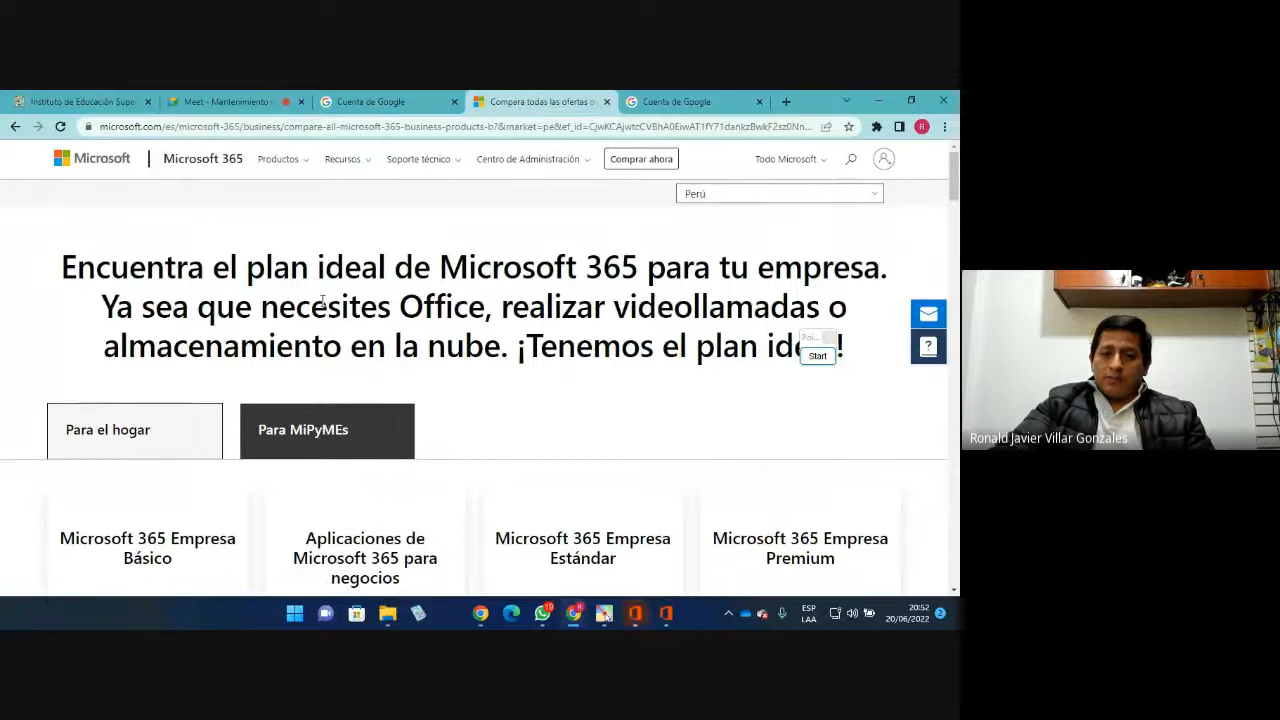 Instituto de Educación Supe
Meet - Mantenimiento
Cuenta de Google
Compara todas las ofertas o
Cuenta de Google
microsoft.com/es/microsoft-365/business/compare-all-microsoft-365-business-products-b?&market=pe&ef_id=
R
Microsoft
Microsoft 365
Productos
Recursos
Soporte técnico
Centro de Administración
Comprar ahora
Todo Microsoft
Perú
Encuentra el plan ideal de Microsoft 365 para tu empresa.
Ya sea que necesites Office, realizar videollamadas o
almacenamiento en la nube. ¡Tenemos el plan ide !
Poi...
Start
Para el hogar
Para MiPyMEs
Microsoft 365 Empresa
Básico
Aplicaciones de
Microsoft 365 para
negocios
Microsoft 365 Empresa
Estándar
Microsoft 365 Empresa
Premium
Ronald Javier Villar Gonzales
19
ESP
LAA
20:52
20/06/2022
2